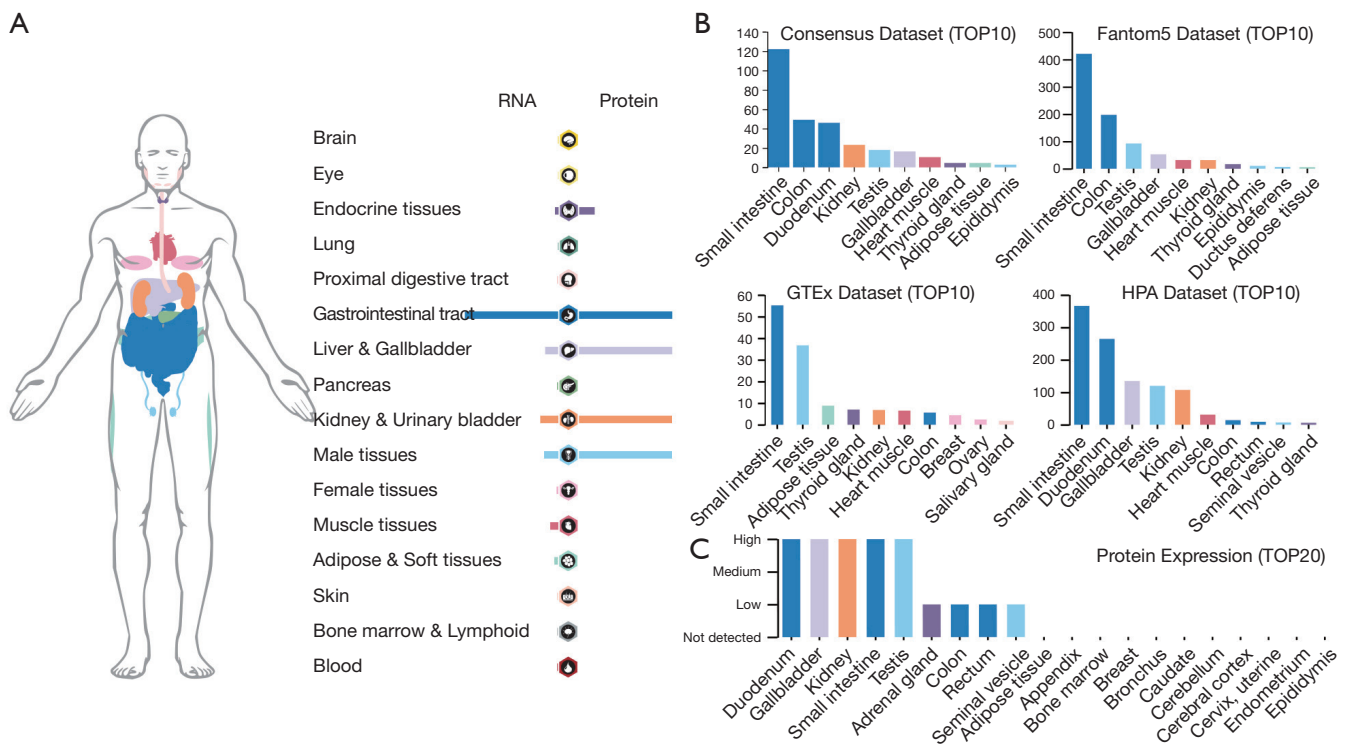 A
RNA Protein
Brain
Eye
Endocrine tissues
Lung
Proximal digestive tract
Gastrointestinal tract
Liver & Gallbladder
Pancreas
Kidney & Urinary bladder
Male tissues
Female tissues
Muscle tissues
Adipose & Soft tissues
Skin
Bone marrow & Lymphoid
Blood
B
Consensus Dataset (TOP10)
140
120
100
80
60
40
20
0
Small intestine
Colon
Duodenum
Kidney
Testis
Gallbladder
Heart muscle
Thyroid gland
Adipose tissue
Epididymis
Fantom5 Dataset (TOP10)
500
400
300
200
100
0
Small intestine
Colon
Testis
Gallbladder
Heart muscle
Kidney
Thyroid gland
Epididymis
Ductus deferens
Adipose tissue
GTEx Dataset (TOP10)
60
50
40
30
20
10
0
Small intestine
Testis
Adipose tissue
Thyroid gland
Kidney
Heart muscle
Colon
Breast
Ovary
Salivary gland
HPA Dataset (TOP10)
400
300
200
100
0
Small intestine
Duodenum
Gallbladder
Testis
Kidney
Heart muscle
Colon
Rectum
Seminal vesicle
Thyroid gland
C
Protein Expression (TOP20)
High
Medium
Low
Not detected
Duodenum
Gallbladder
Kidney
Small intestine
Testis
Adrenal gland
Colon
Rectum
Seminal vesicle
Adipose tissue
Appendix
Bone marrow
Breast
Bronchus
Caudate
Cerebellum
Cerebral cortex
Cervix, uterine
Endometrium
Epididymis